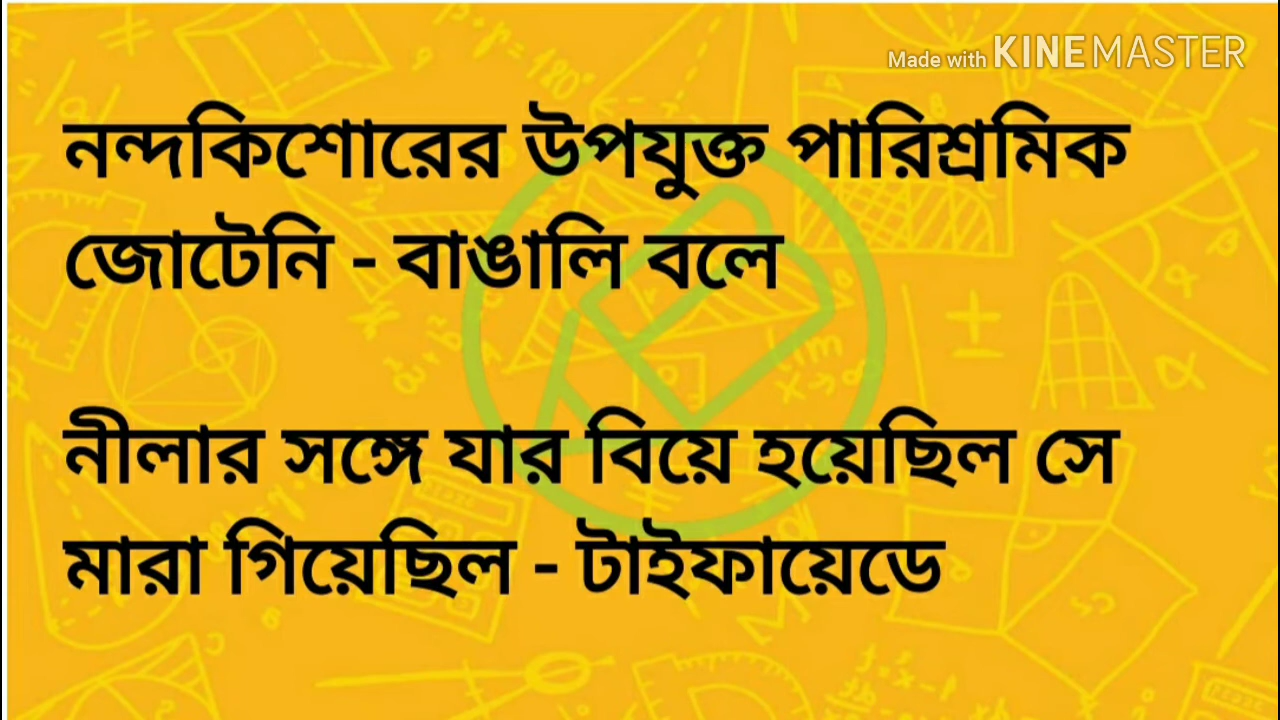 Made with KINEMASTER
নন্দকিশোরের উপযুক্ত পারিশ্রমিক
জোটেনি - বাঙালি বলে
নীলার সঙ্গে যার বিয়ে হয়েছিল সে
মারা গিয়েছিল - টাইফায়েডে